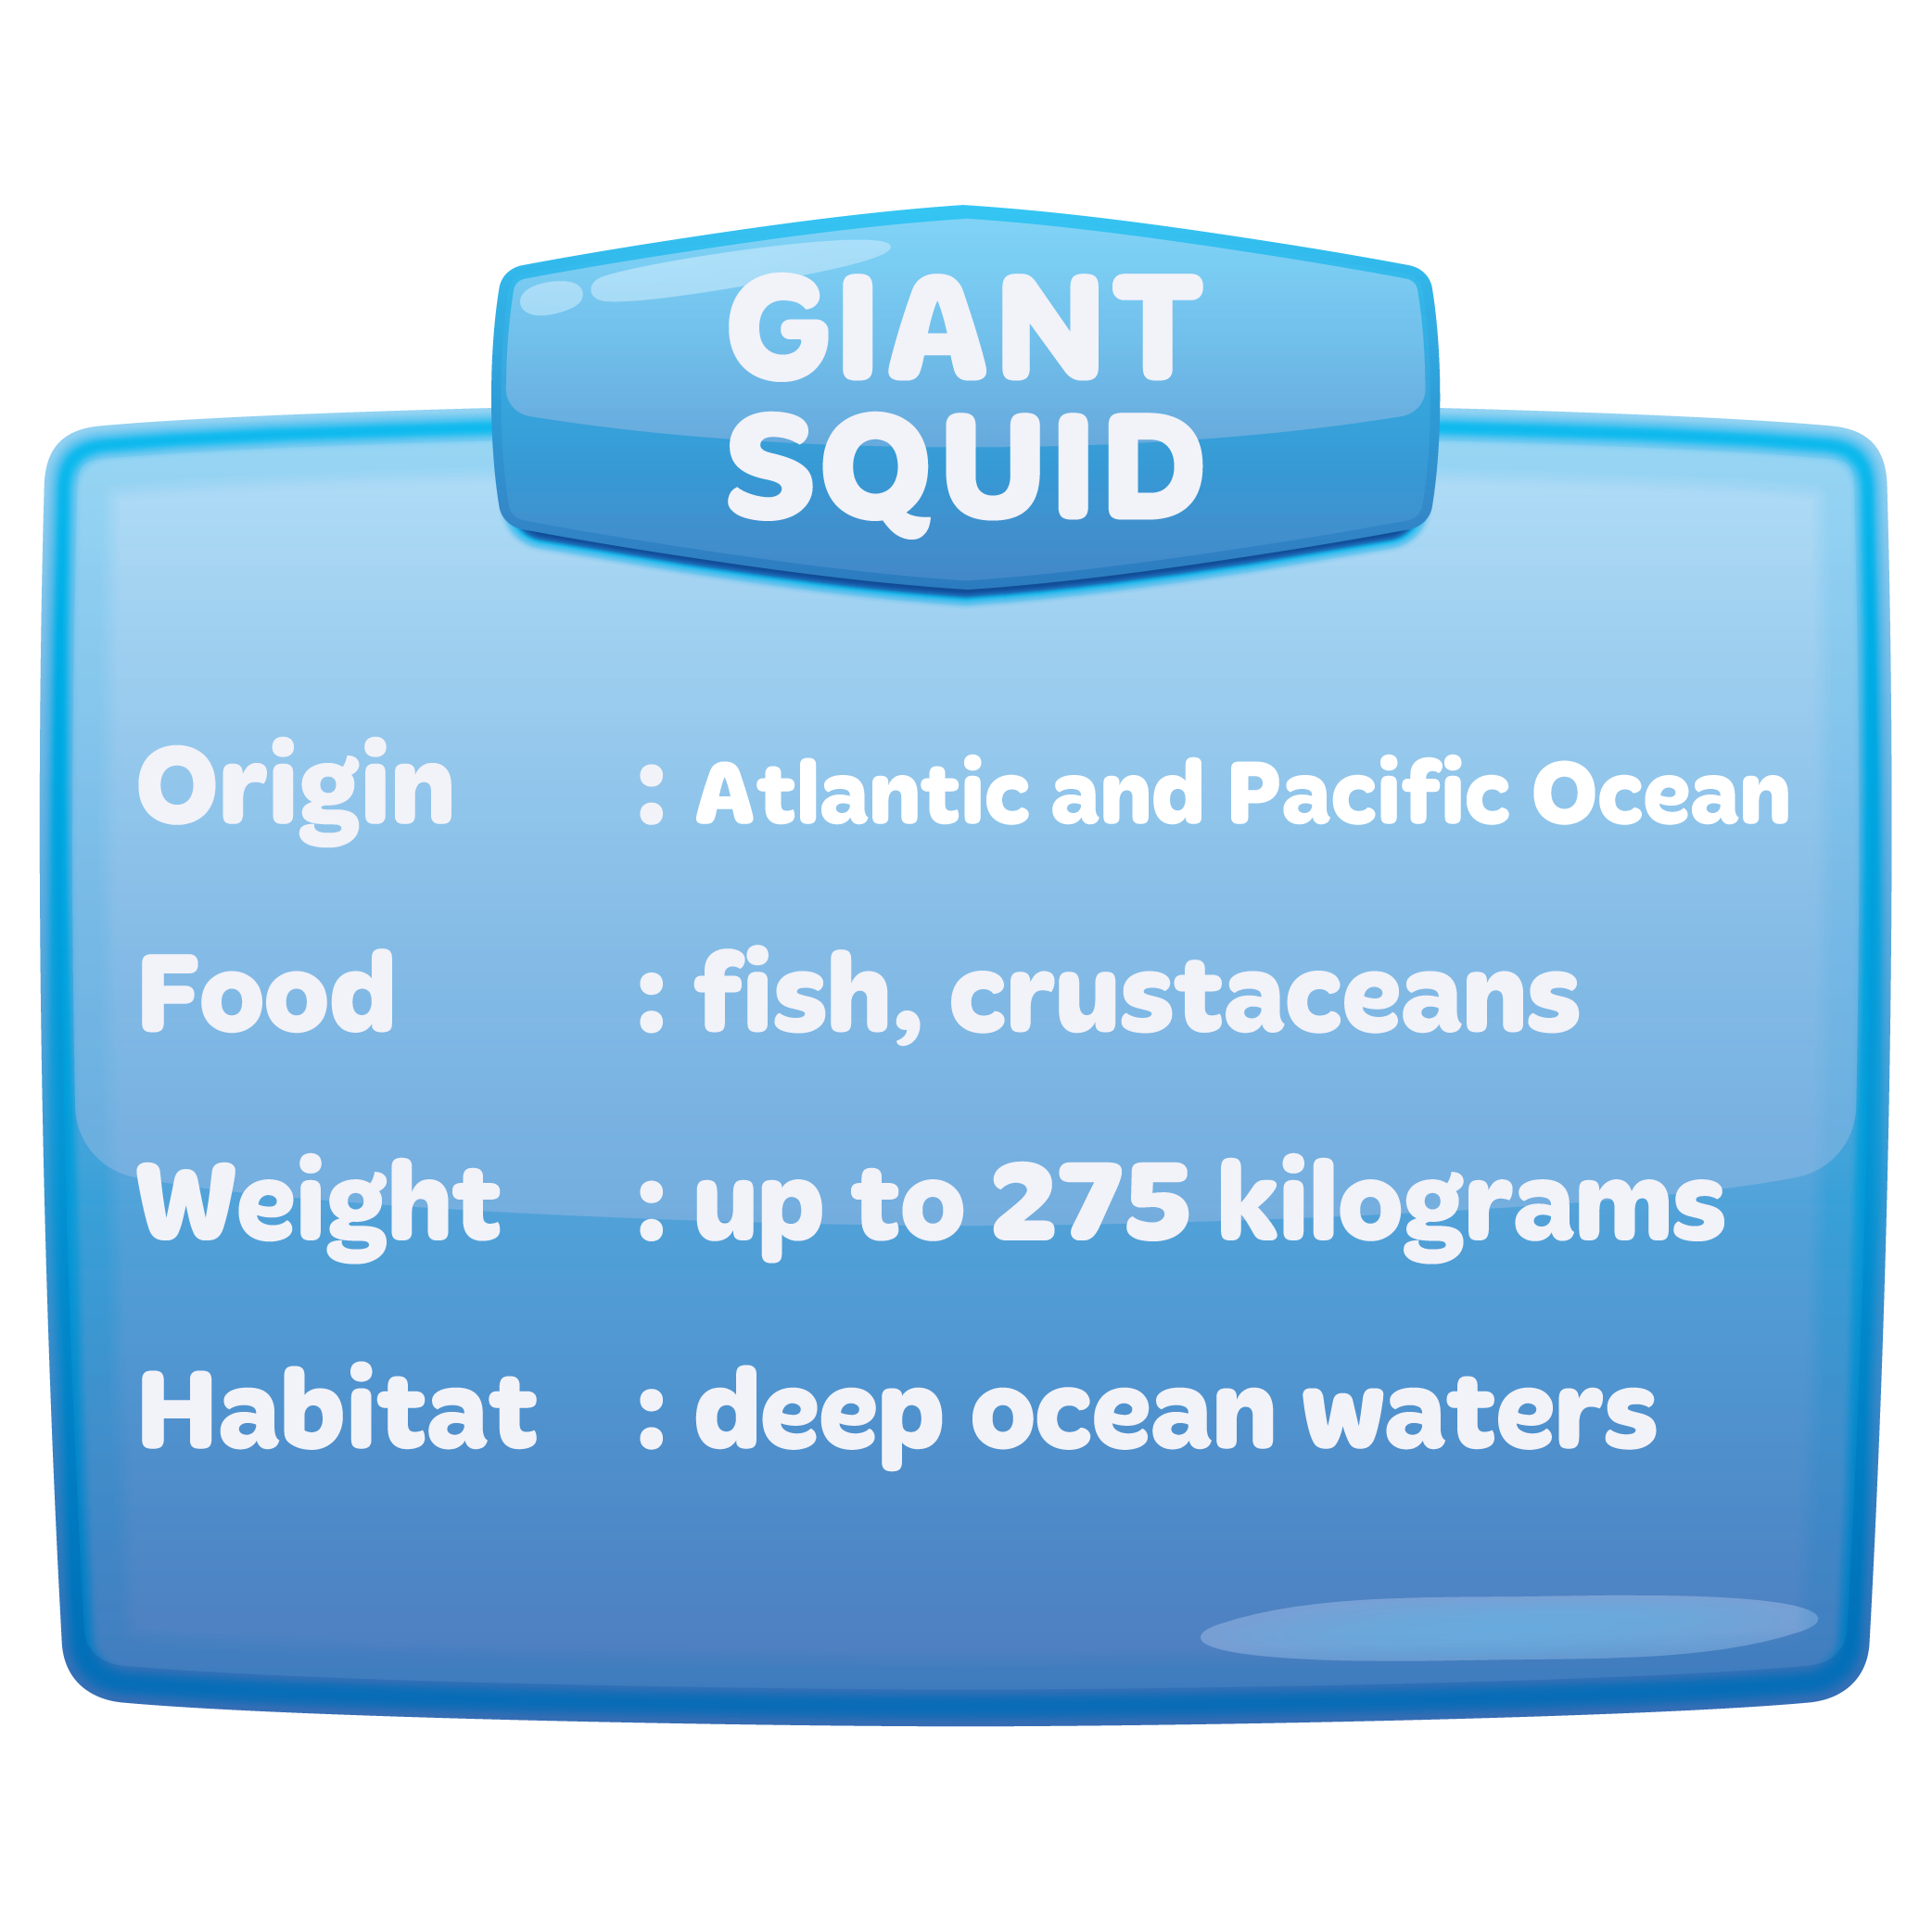 GIANT
SQUID
Origin : Atlantic and Pacific Ocean
Food : fish, crustaceans
Weight : up to 275 kilograms
Habitat : deep ocean waters